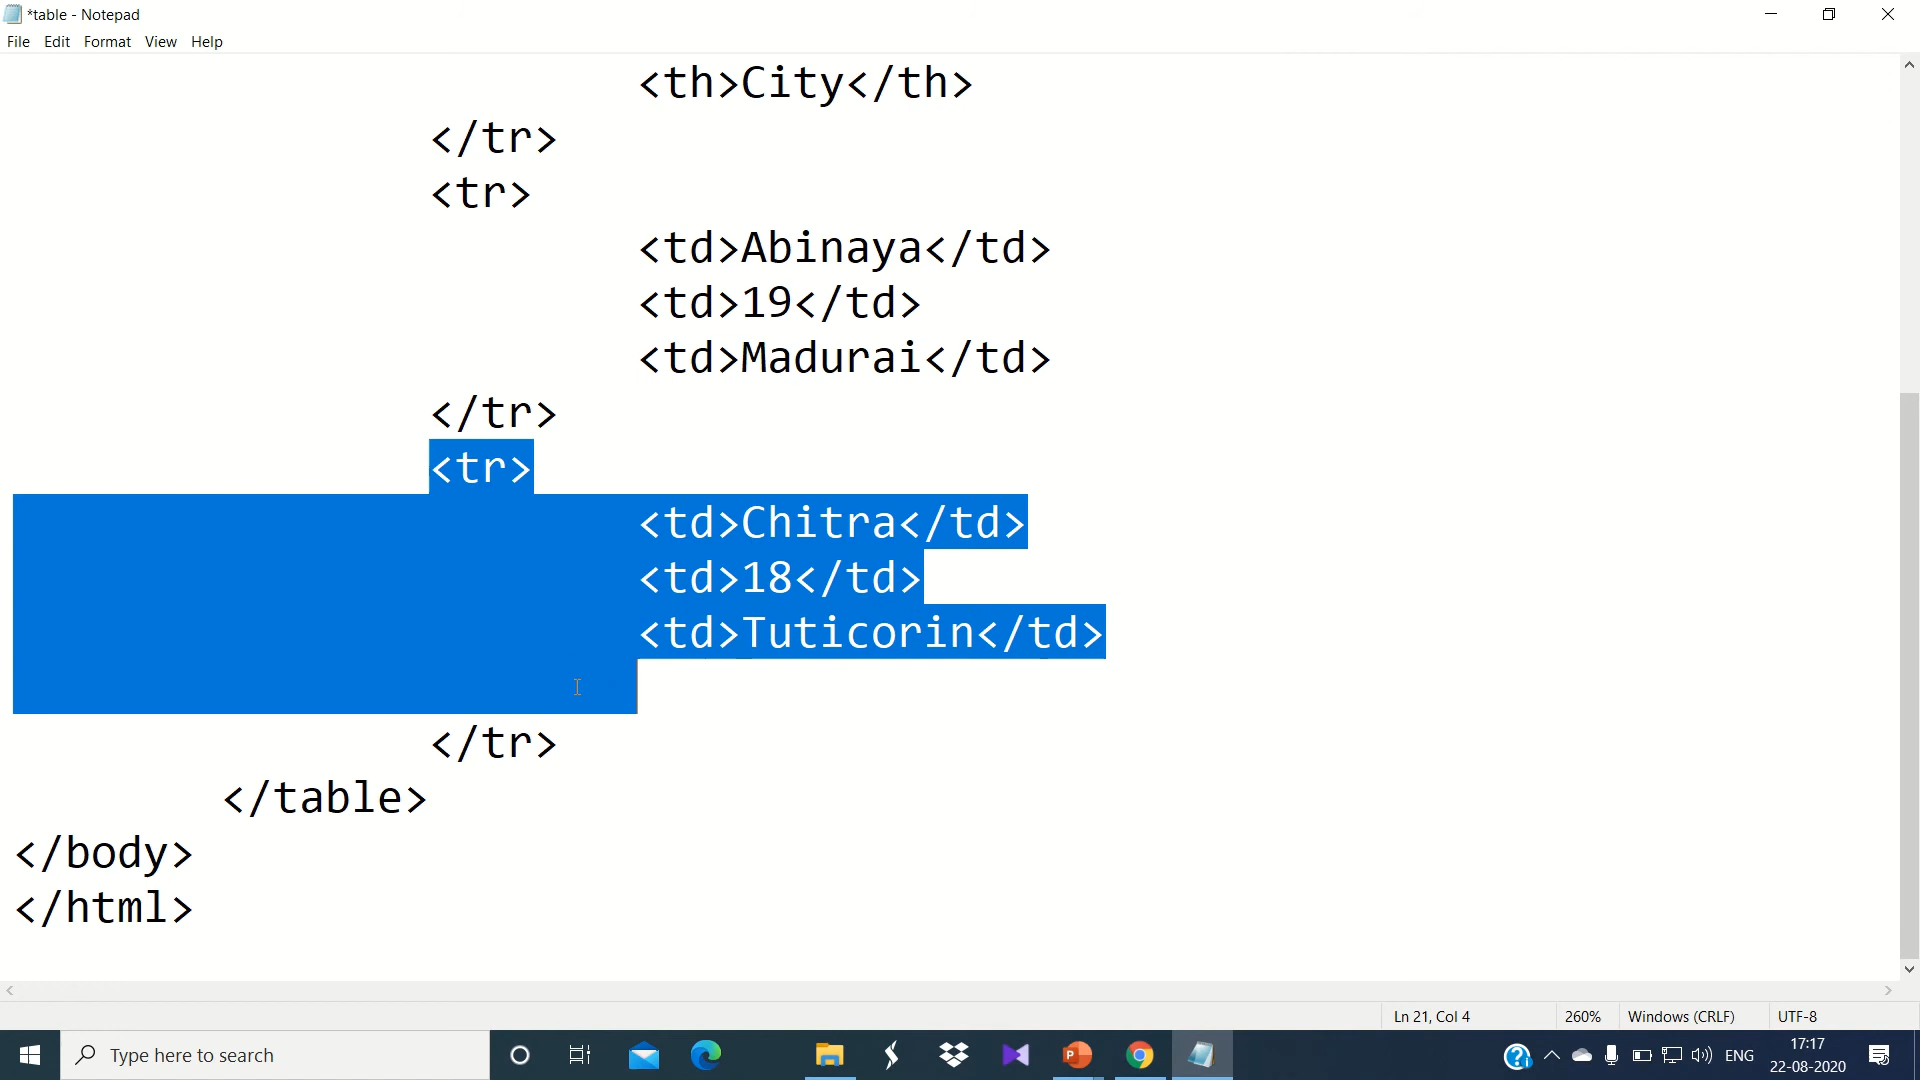 *table - Notepad
File Edit Format View Help
<th>City</th>
</tr>
<tr>
<td>Abinaya</td>
<td>19</td>
<td>Madurai</td>
</tr>
<tr>
<td>Chitra</td>
<td>18</td>
<td>Tuticorin</td>
</tr>
</table>
</body>
</html>
Ln 21, Col 4 260% Windows (CRLF) UTF-8
Type here to search
ENG
17:17
22-08-2020